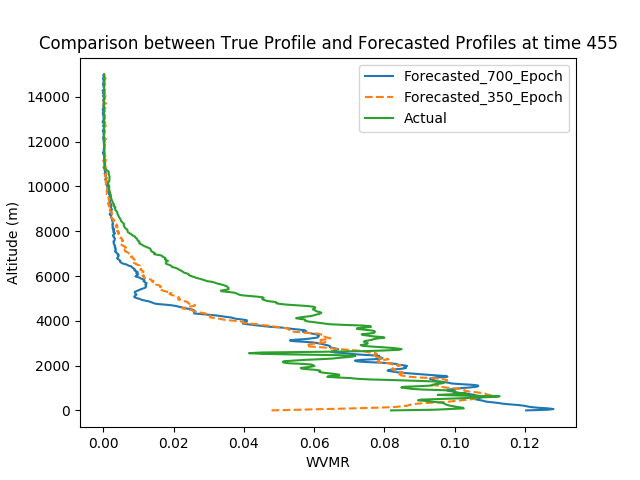 Comparison between True Profile and Forecasted Profiles at time 455
Forecasted_700_Epoch
Forecasted_350_Epoch
Actual
14000
12000
10000
8000
6000
4000
2000
0
Altitude (m)
0.00 0.02 0.04 0.06 0.08 0.10 0.12
WVMR